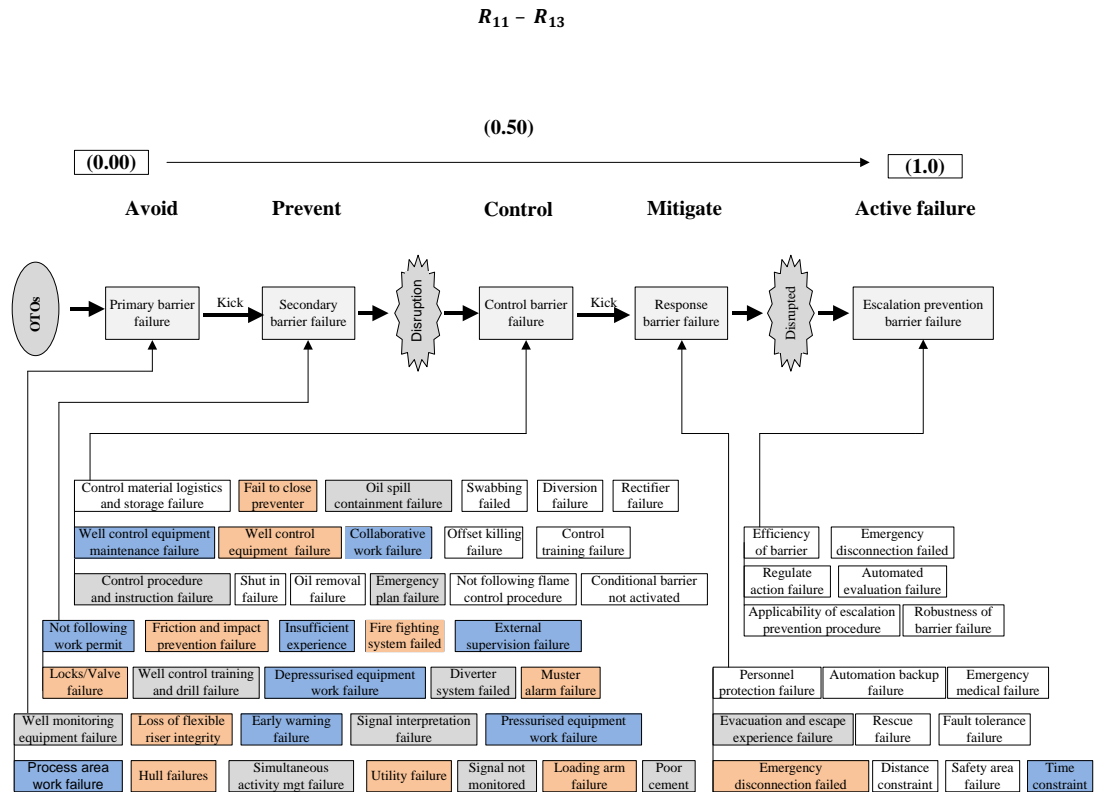 R₁₁ – R₁₃
(0.50)
(0.00)
(1.0)
Avoid
Prevent
Control
Mitigate
Active failure
OTOs
Primary barrier
failure
Kick
Secondary
barrier failure
Disruption
Control barrier
failure
Kick
Response
barrier failure
Disrupted
Escalation prevention
barrier failure
Control material logistics
and storage failure
Fail to close
preventer
Oil spill
containment failure
Swabbing
failed
Diversion
failure
Rectifier
failure
Well control equipment
maintenance failure
Well control
equipment failure
Collaborative
work failure
Offset killing
failure
Control
training failure
Control procedure
and instruction failure
Shut in
failure
Oil removal
failure
Emergency
plan failure
Not following flame
control procedure
Conditional barrier
not activated
Not following
work permit
Friction and impact
prevention failure
Insufficient
experience
Fire fighting
system failed
External
supervision failure
Locks/Valve
failure
Well control training
and drill failure
Depressurised equipment
work failure
Diverter
system failed
Muster
alarm failure
Well monitoring
equipment failure
Loss of flexible
riser integrity
Early warning
failure
Signal interpretation
failure
Pressurised equipment
work failure
Process area
work failure
Hull failures
Simultaneous
activity mgt failure
Utility failure
Signal not
monitored
Loading arm
failure
Poor
cement
Efficiency
of barrier
Emergency
disconnection failed
Regulate
action failure
Automated
evaluation failure
Applicability of escalation
prevention procedure
Robustness of
barrier failure
Personnel
protection failure
Automation backup
failure
Emergency
medical failure
Evacuation and escape
experience failure
Rescue
failure
Fault tolerance
failure
Emergency
disconnection failed
Distance
constraint
Safety area
failure
Time
constraint